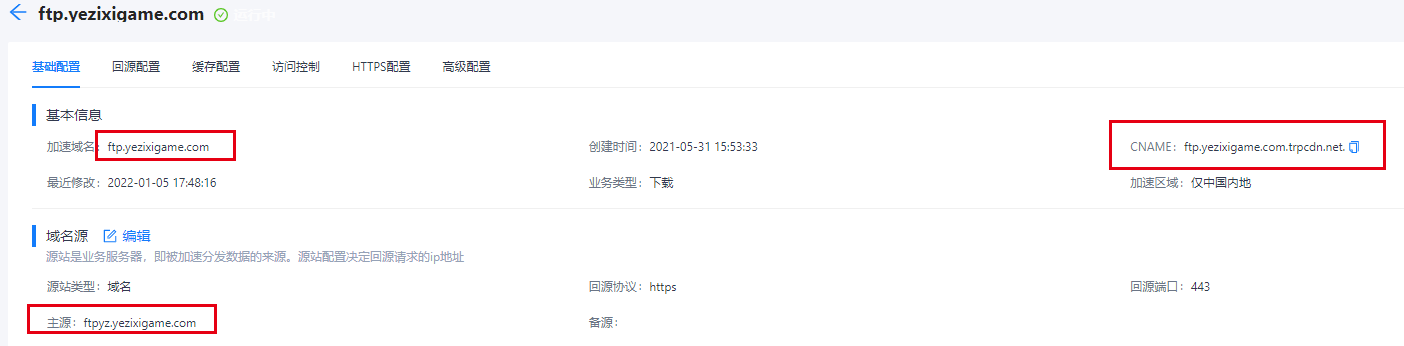 ftp.yezixigame.com 运行中
基础配置 回源配置 缓存配置 访问控制 HTTPS配置 高级配置
基本信息
加速域名: ftp.yezixigame.com 创建时间: 2021-05-31 15:53:33 CNAME: ftp.yezixigame.com.trpcdn.net.
最近修改: 2022-01-05 17:48:16 业务类型: 下载 加速区域: 仅中国内地
域名源 编辑
源站是业务服务器，即被加速分发数据的来源。源站配置决定回源请求的ip地址
源站类型: 域名 回源协议: https 回源端口: 443
主源: ftpyz.yezixigame.com 备源: